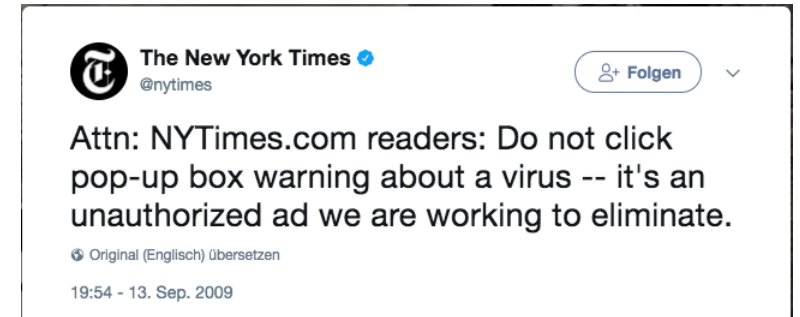 The New York Times
@nytimes
Folgen
Attn: NYTimes.com readers: Do not click
pop-up box warning about a virus -- it's an
unauthorized ad we are working to eliminate.
Original (Englisch) übersetzen
19:54 - 13. Sep. 2009